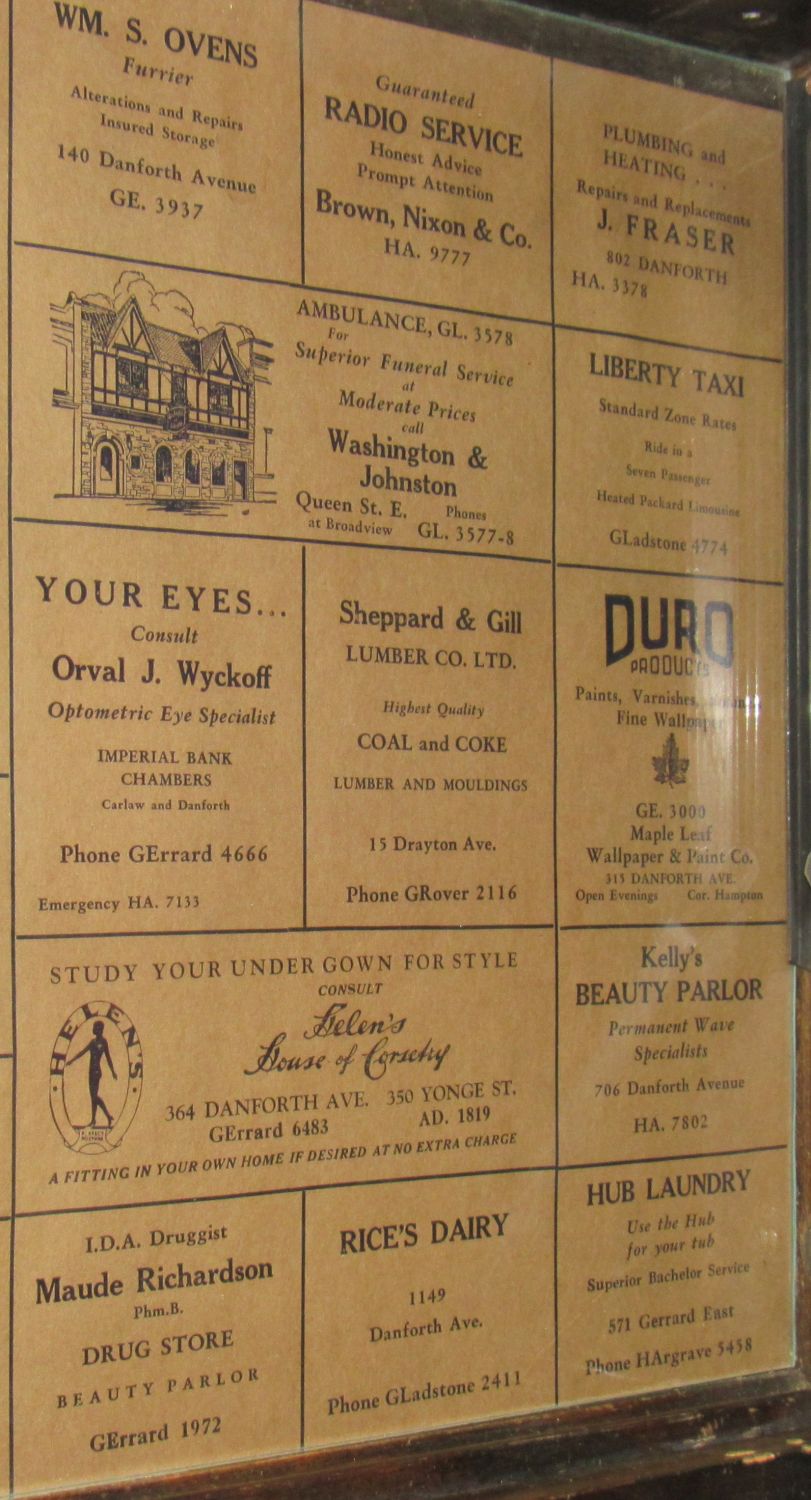 WM. S. OVENS
Furrier
Alterations and Repairs
Insured Storage
140 Danforth Avenue
GE. 3937
Guaranteed
RADIO SERVICE
Honest Advice
Prompt Attention
Brown, Nixon & Co.
HA. 9777
PLUMBING and
HEATING . . .
Repairs and Replacements
J. FRASER
802 DANFORTH
HA. 3378
AMBULANCE, GL. 3578
For
Superior Funeral Service
at
Moderate Prices
call
Washington &
Johnston
Queen St. E. Phones
at Broadview GL. 3577-8
LIBERTY TAXI
Standard Zone Rates
Ride in a
Seven Passenger
Heated Packard Limousine
GLadstone 4774
YOUR EYES...
Consult
Orval J. Wyckoff
Optometric Eye Specialist
IMPERIAL BANK
CHAMBERS
Carlaw and Danforth
Phone GErrard 4666
Emergency HA. 7133
Sheppard & Gill
LUMBER CO. LTD.
Highest Quality
COAL and COKE
LUMBER AND MOULDINGS
15 Drayton Ave.
Phone GRover 2116
DURO
PRODUCTS
Paints, Varnishes,
Fine Wallpaper
GE. 3000
Maple Leaf
Wallpaper & Paint Co.
315 DANFORTH AVE.
Open Evenings Cor. Hampton
STUDY YOUR UNDER GOWN FOR STYLE
CONSULT
HELEN'S
Helen's
House of Corsetry
364 DANFORTH AVE. 350 YONGE ST.
GErrard 6483 AD. 1819
A FITTING IN YOUR OWN HOME IF DESIRED AT NO EXTRA CHARGE
Kelly's
BEAUTY PARLOR
Permanent Wave
Specialists
706 Danforth Avenue
HA. 7802
I.D.A. Druggist
Maude Richardson
Phm.B.
DRUG STORE
BEAUTY PARLOR
GErrard 1972
RICE'S DAIRY
1149
Danforth Ave.
Phone GLadstone 2411
HUB LAUNDRY
Use the Hub
for your tub
Superior Bachelor Service
571 Gerrard East
Phone HArgrave 5458